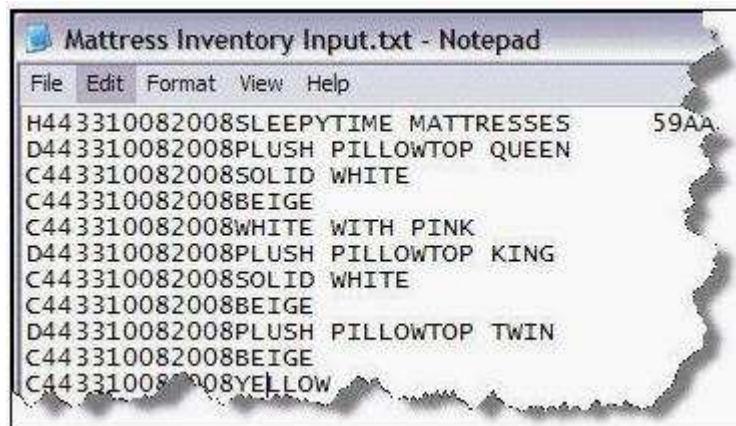 Mattress Inventory Input.txt - Notepad
File Edit Format View Help
H443310082008SLEEPYTIME MATTRESSES 59AA
D443310082008PLUSH PILLOWTOP QUEEN
C443310082008SOLID WHITE
C443310082008BEIGE
C443310082008WHITE WITH PINK
D443310082008PLUSH PILLOWTOP KING
C443310082008SOLID WHITE
C443310082008BEIGE
D443310082008PLUSH PILLOWTOP TWIN
C443310082008BEIGE
C443310082008YELLOW